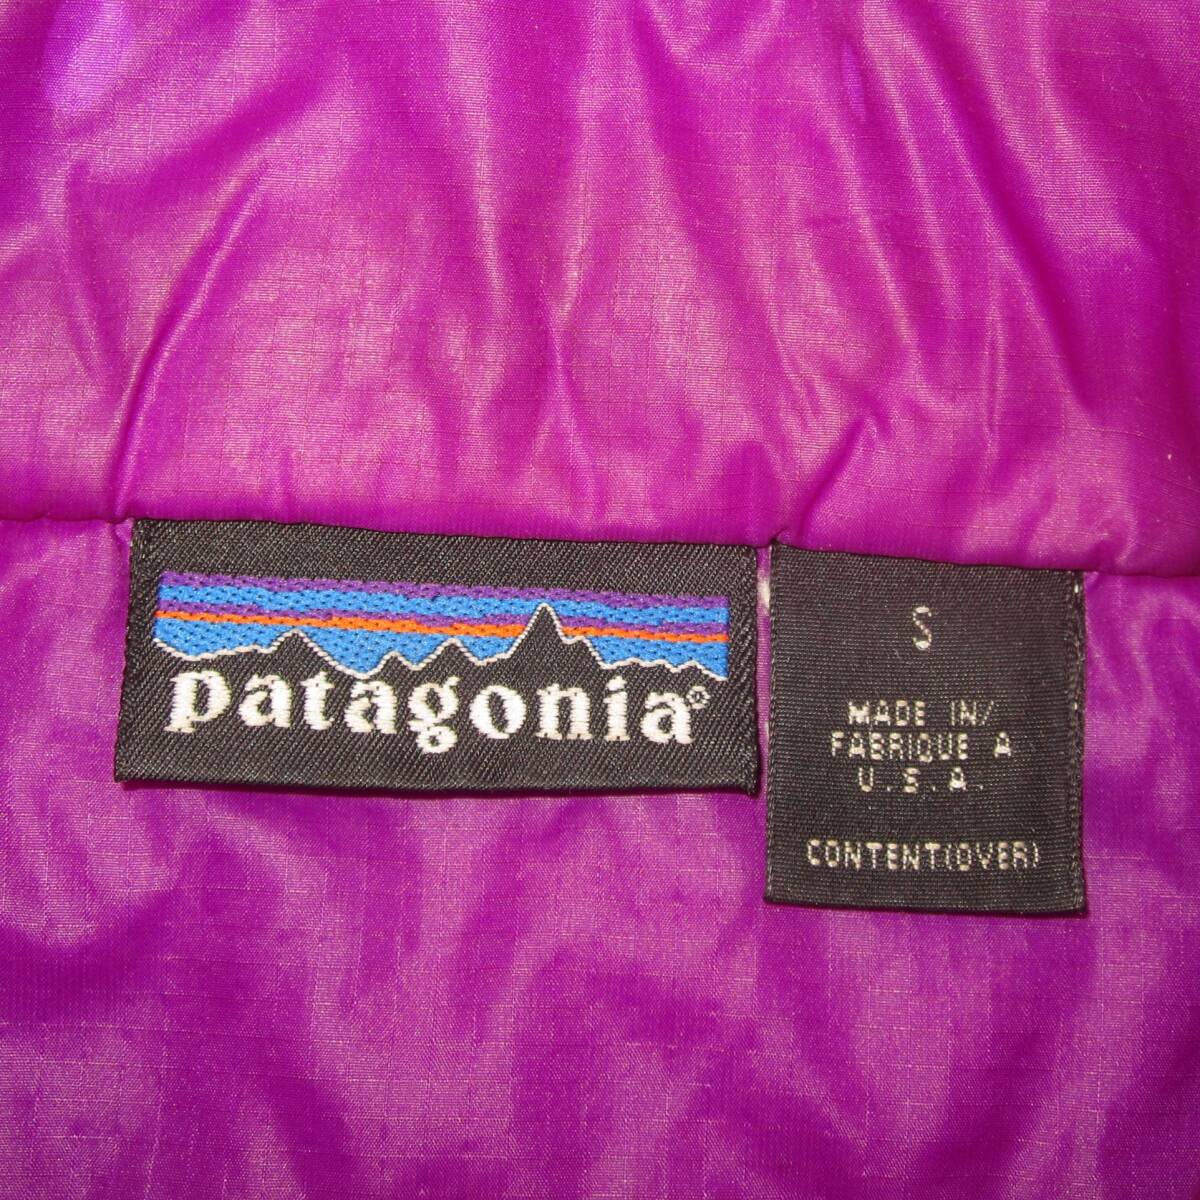 patagonia®
S
MADE IN/
FABRIQUE A
U.S.A.
CONTENT(OVER)